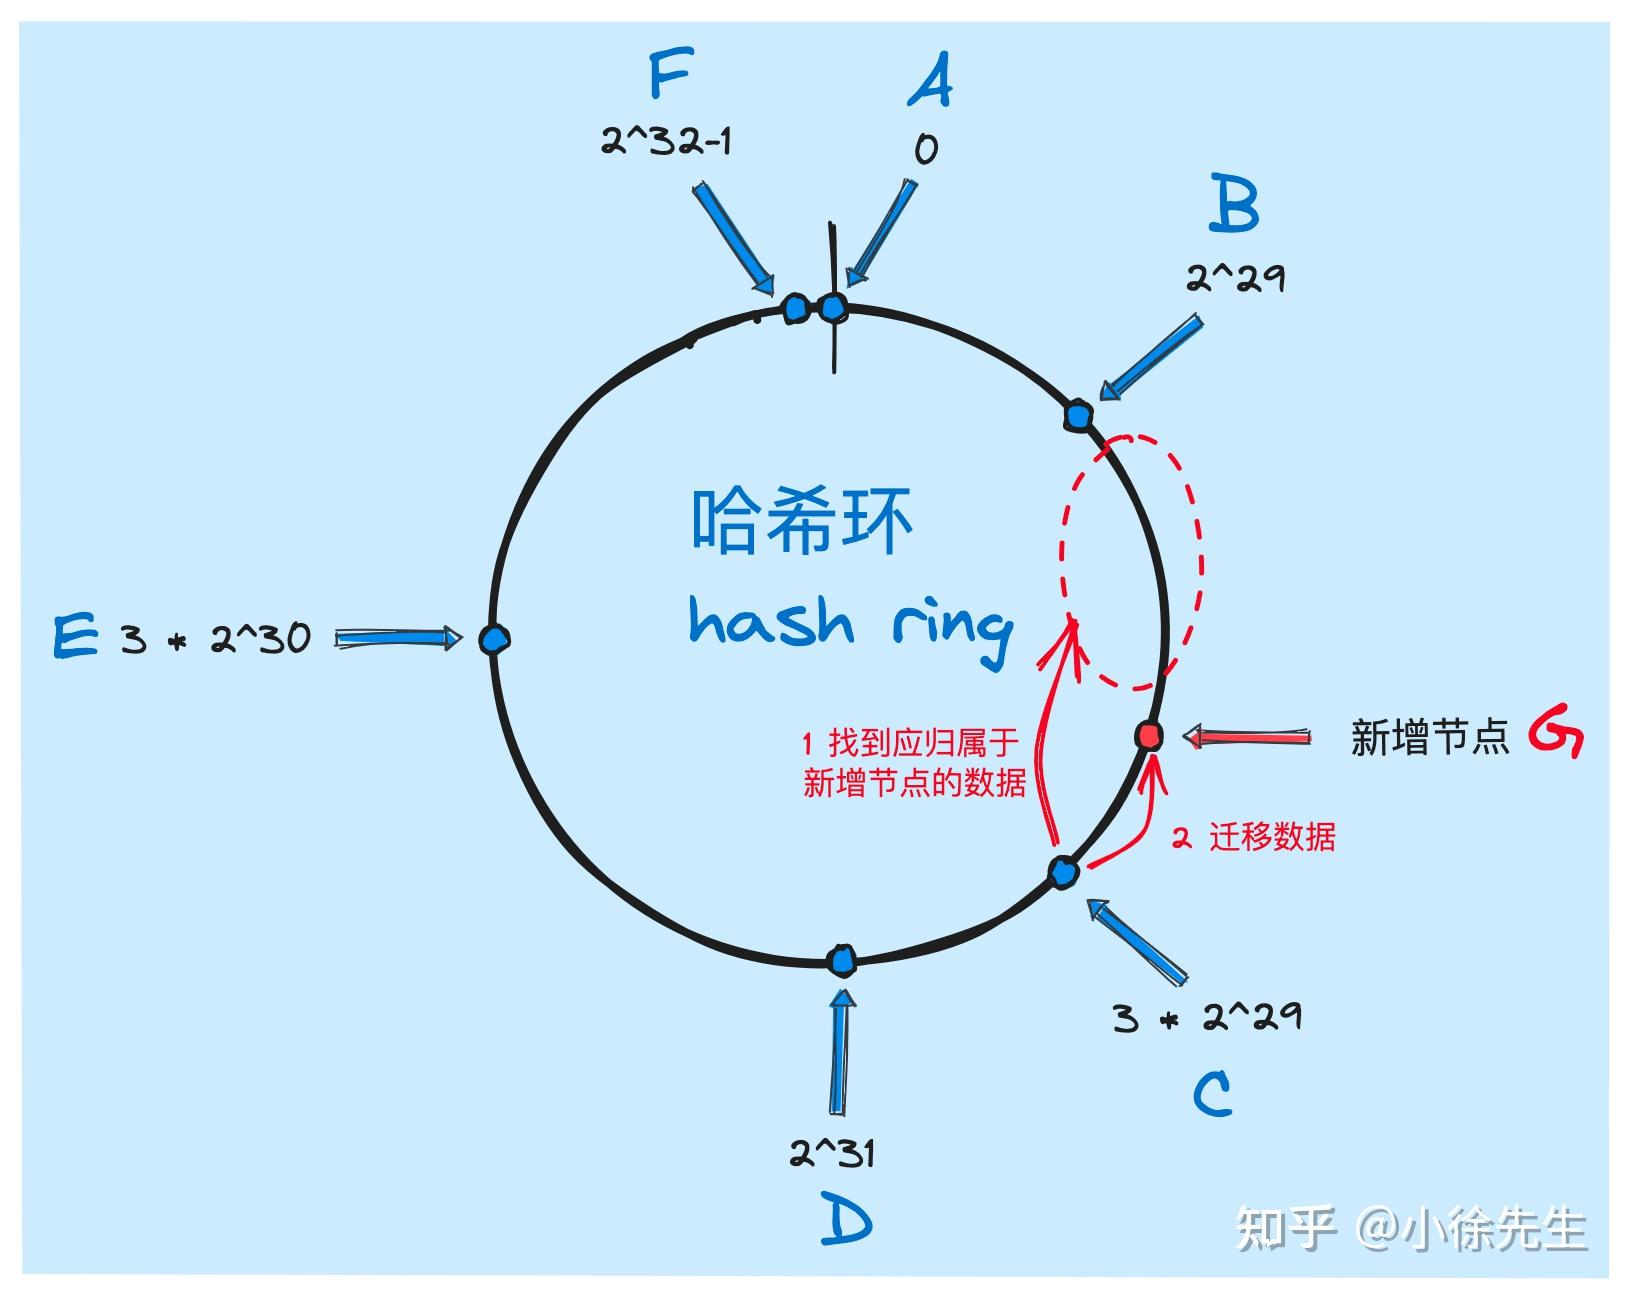 F
2^32-1
A
0
B
2^29
哈希环
hash ring
E 3 * 2^30
1 找到应归属于
新增节点的数据
新增节点 G
2 迁移数据
3 * 2^29
C
2^31
D
知乎 @小徐先生